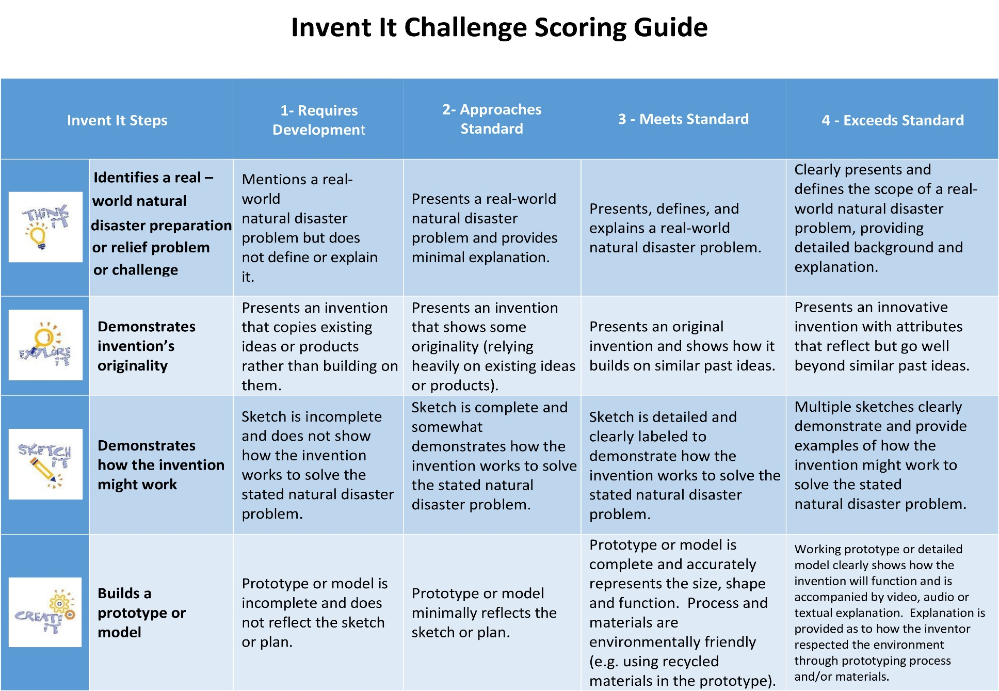 Invent It Challenge Scoring Guide
Invent It Steps
1- Requires
Development
2- Approaches
Standard
3 - Meets Standard
4 - Exceeds Standard
THINK
IT
Identifies a real –
world natural
disaster preparation
or relief problem
or challenge
Mentions a real-
world
natural disaster
problem but does
not define or explain
it.
Presents a real-world
natural disaster
problem and provides
minimal explanation.
Presents, defines, and
explains a real-world
natural disaster problem.
Clearly presents and
defines the scope of a real-
world natural disaster
problem, providing
detailed background and
explanation.
EXPLORE
IT
Demonstrates
invention’s
originality
Presents an invention
that copies existing
ideas or products
rather than building on
them.
Presents an invention
that shows some
originality (relying
heavily on existing ideas
or products).
Presents an original
invention and shows how it
builds on similar past ideas.
Presents an innovative
invention with attributes
that reflect but go well
beyond similar past ideas.
SKETCH
IT
Demonstrates
how the invention
might work
Sketch is incomplete
and does not show
how the invention
works to solve the
stated natural disaster
problem.
Sketch is complete and
somewhat
demonstrates how the
invention works to solve
the stated natural
disaster problem.
Sketch is detailed and
clearly labeled to
demonstrate how the
invention works to solve the
stated natural disaster
problem.
Multiple sketches clearly
demonstrate and provide
examples of how the
invention might work to
solve the stated
natural disaster problem.
CREATE
IT
Builds a
prototype or
model
Prototype or model is
incomplete and does
not reflect the sketch
or plan.
Prototype or model
minimally reflects the
sketch or plan.
Prototype or model is
complete and accurately
represents the size, shape
and function.  Process and
materials are
environmentally friendly
(e.g. using recycled
materials in the prototype).
Working prototype or detailed
model clearly shows how the
invention will function and is
accompanied by video, audio or
textual explanation.  Explanation is
provided as to how the inventor
respected the environment
through prototyping process
and/or materials.